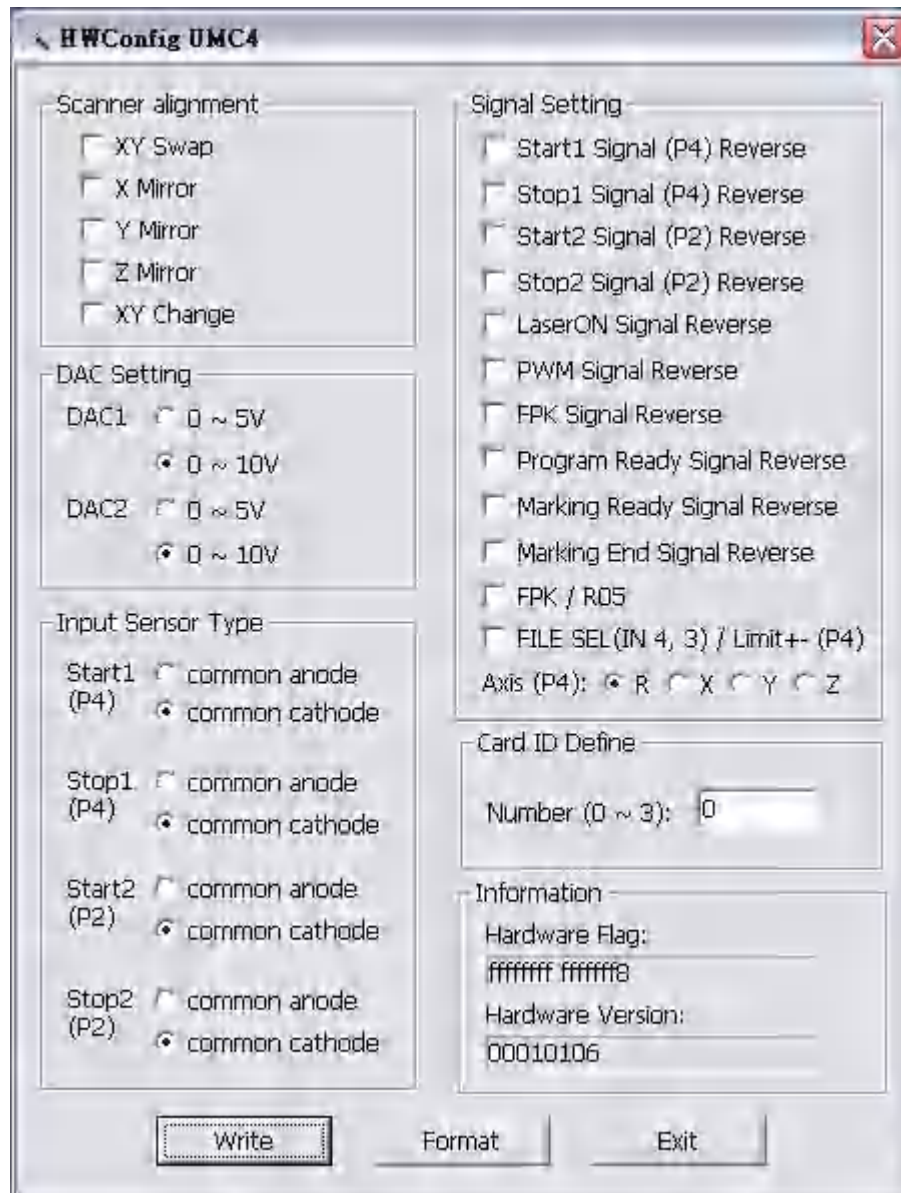 HWConfig UMC4
Scanner alignment
XY Swap
X Mirror
Y Mirror
Z Mirror
XY Change
DAC Setting
DAC1 0 ~ 5V
0 ~ 10V
DAC2 0 ~ 5V
0 ~ 10V
Input Sensor Type
Start1 (P4) common anode
common cathode
Stop1 (P4) common anode
common cathode
Start2 (P2) common anode
common cathode
Stop2 (P2) common anode
common cathode
Signal Setting
Start1 Signal (P4) Reverse
Stop1 Signal (P4) Reverse
Start2 Signal (P2) Reverse
Stop2 Signal (P2) Reverse
LaserON Signal Reverse
PWM Signal Reverse
FPK Signal Reverse
Program Ready Signal Reverse
Marking Ready Signal Reverse
Marking End Signal Reverse
FPK / RO5
FILE SEL(IN 4, 3) / Limit+- (P4)
Axis (P4): R X Y Z
Card ID Define
Number (0 ~ 3): 0
Information
Hardware Flag:
ffffffff fffffff8
Hardware Version:
00010106
Write Format Exit